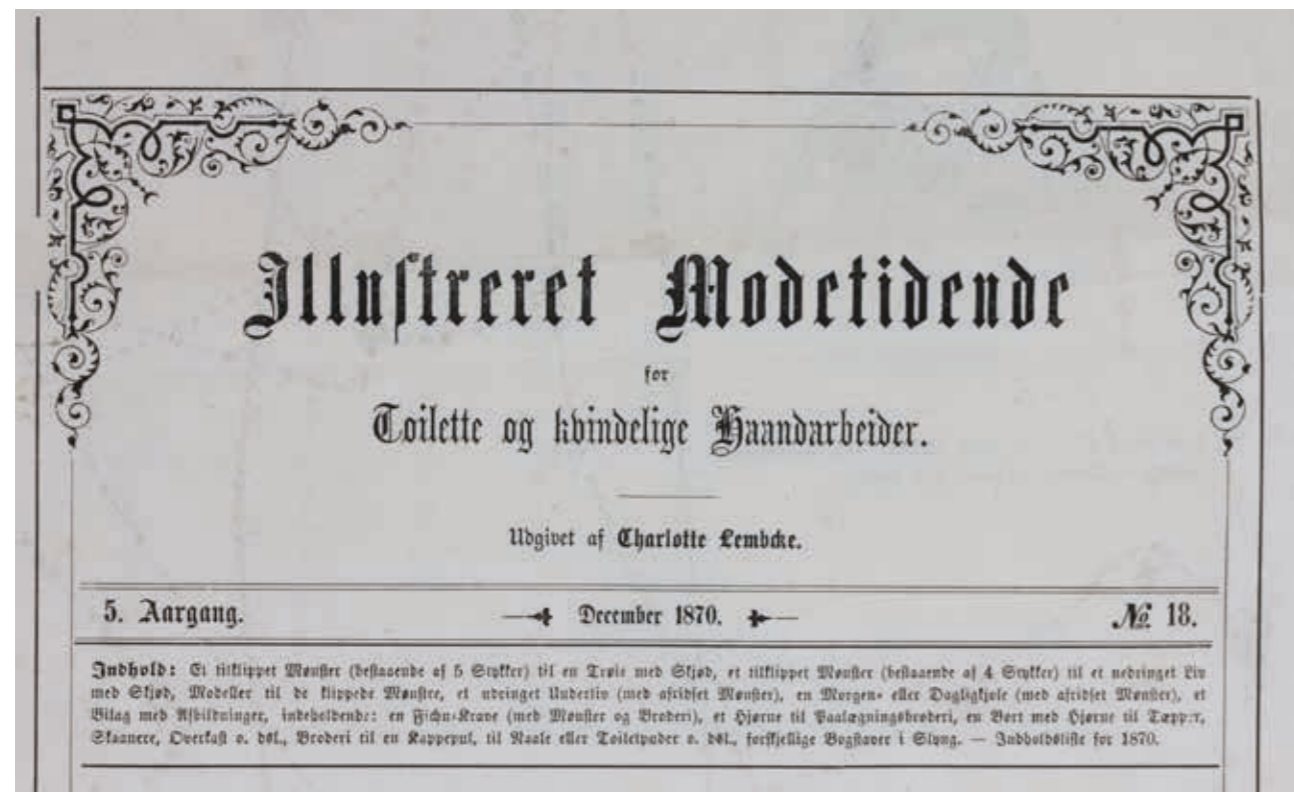 Illustreret Modetidende
for
Toilette og kvindelige Haandarbeider.
Udgivet af Charlotte Lembcke.
5. Aargang.
December 1870.
№ 18.
Indhold: Et tilklippet Mønster (bestaaende af 5 Stykker) til en Trøie med Skjød, et tilklippet Mønster (bestaaende af 4 Stykker) til et nedringet Liv
med Skjød, Modeller til de klippede Mønstre, et udringet Underliv (med afridset Mønster), en Morgen- eller Dagligkjole (med afridset Mønster), et
Bilag med Afbildninger, indeholdende: en Fichu-Krave (med Mønster og Broderi), et Hjørne til Paalægningsbroderi, en Bort med Hjørne til Tæpper,
Skaanere, Overkast o. dsl., Broderi til en Kappepul, til Naale eller Toiletpuder o. dsl., forskjellige Bogstaver i Slyng. — Indholdsliste for 1870.